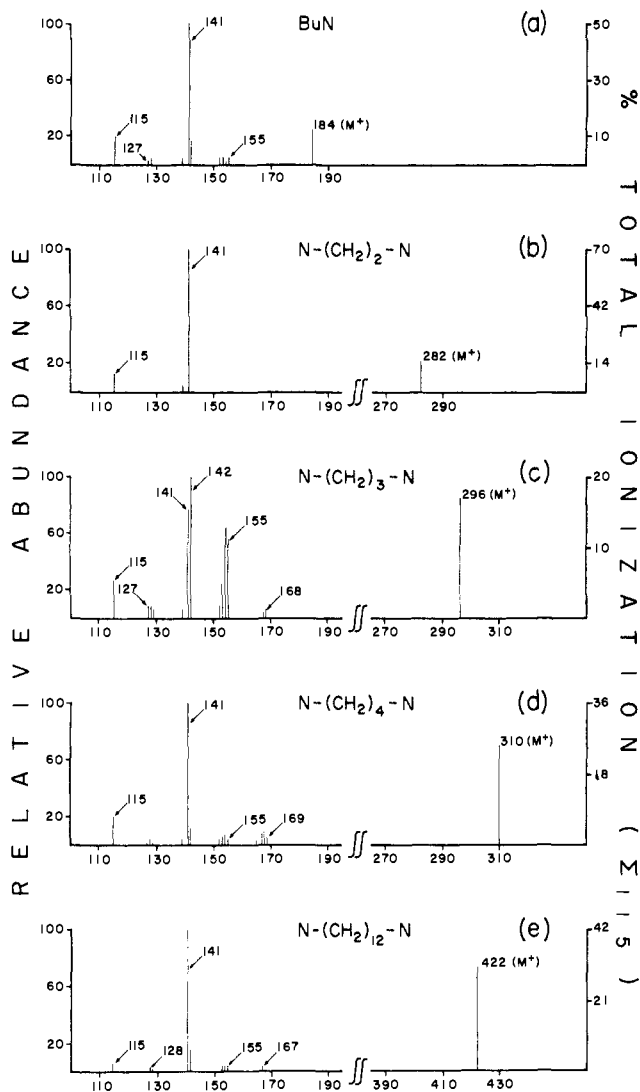 RELATIVE ABUNDANCE
% TOTAL IONIZATION (M115)
BuN
(a)
100
60
20
50
30
10
115
127
141
155
184 (M+)
110 130 150 170 190
N-(CH2)2-N
(b)
100
60
20
70
42
14
115
141
282 (M+)
110 130 150 170 190 270 290
N-(CH2)3-N
(c)
100
60
20
20
10
115
127
141
142
155
168
296 (M+)
110 130 150 170 190 270 290 310
N-(CH2)4-N
(d)
100
60
20
36
18
115
141
155
169
310 (M+)
110 130 150 170 190 270 290 310
N-(CH2)12-N
(e)
100
60
20
42
21
115
128
141
155
167
422 (M+)
110 130 150 170 190 390 410 430